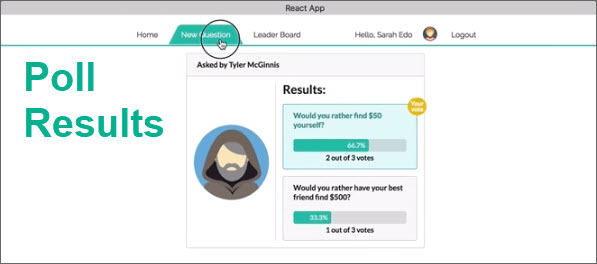 React App
Home New Question Leader Board Hello, Sarah Edo Logout
Poll
Results
Asked by Tyler McGinnis
Results:
Your
vote
Would you rather find $50
yourself?
66.7%
2 out of 3 votes
Would you rather have your best
friend find $500?
33.3%
1 out of 3 votes